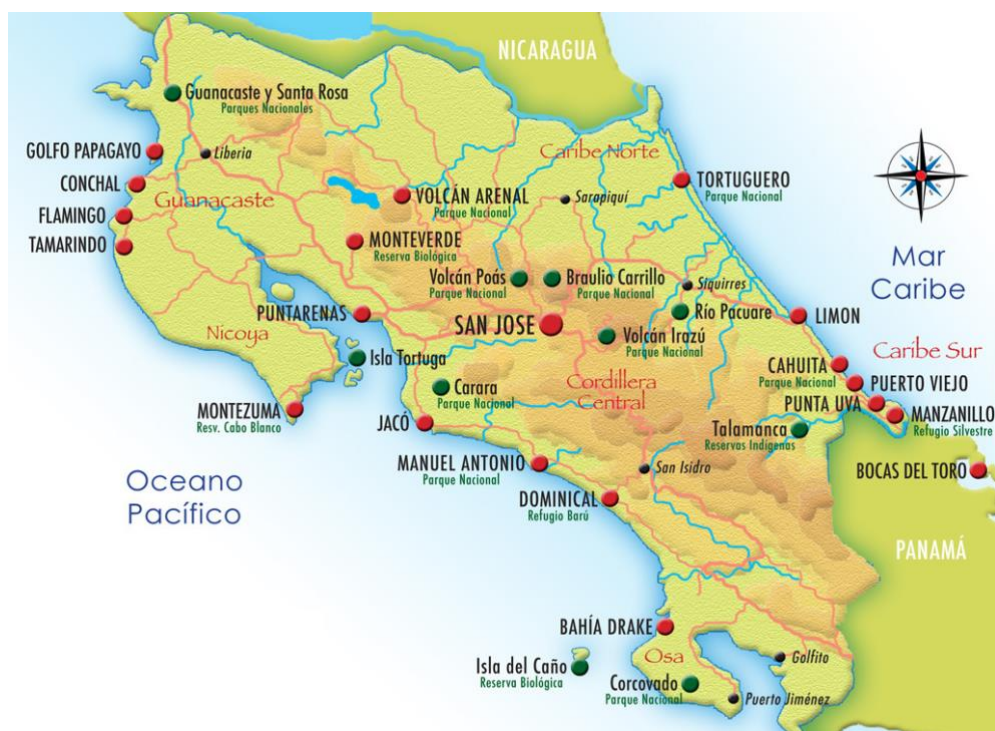 NICARAGUA
Guanacaste y Santa Rosa
Parques Nacionales
GOLFO PAPAGAYO
Liberia
Caribe Norte
CONCHAL
Guanacaste
VOLCÁN ARENAL
Parque Nacional
Sarapiquí
TORTUGUERO
Parque Nacional
FLAMINGO
TAMARINDO
MONTEVERDE
Reserva Biológica
Mar
Caribe
Volcán Poás
Parque Nacional
Braulio Carrillo
Parque Nacional
Siquirres
PUNTARENAS
SAN JOSE
Río Pacuare
LIMON
Nicoya
Volcán Irazú
Parque Nacional
Caribe Sur
Isla Tortuga
CAHUITA
Parque Nacional
Carara
Parque Nacional
Cordillera
Central
PUERTO VIEJO
PUNTA UVA
MONTEZUMA
Resv. Cabo Blanco
JACÓ
MANZANILLO
Refugio Silvestre
Talamanca
Reservas Indigenas
MANUEL ANTONIO
Parque Nacional
San Isidro
BOCAS DEL TORO
Oceano
Pacífico
DOMINICAL
Refugio Barú
PANAMÁ
BAHÍA DRAKE
Osa
Golfito
Isla del Caño
Reserva Biológica
Corcovado
Parque Nacional
Puerto Jiménez